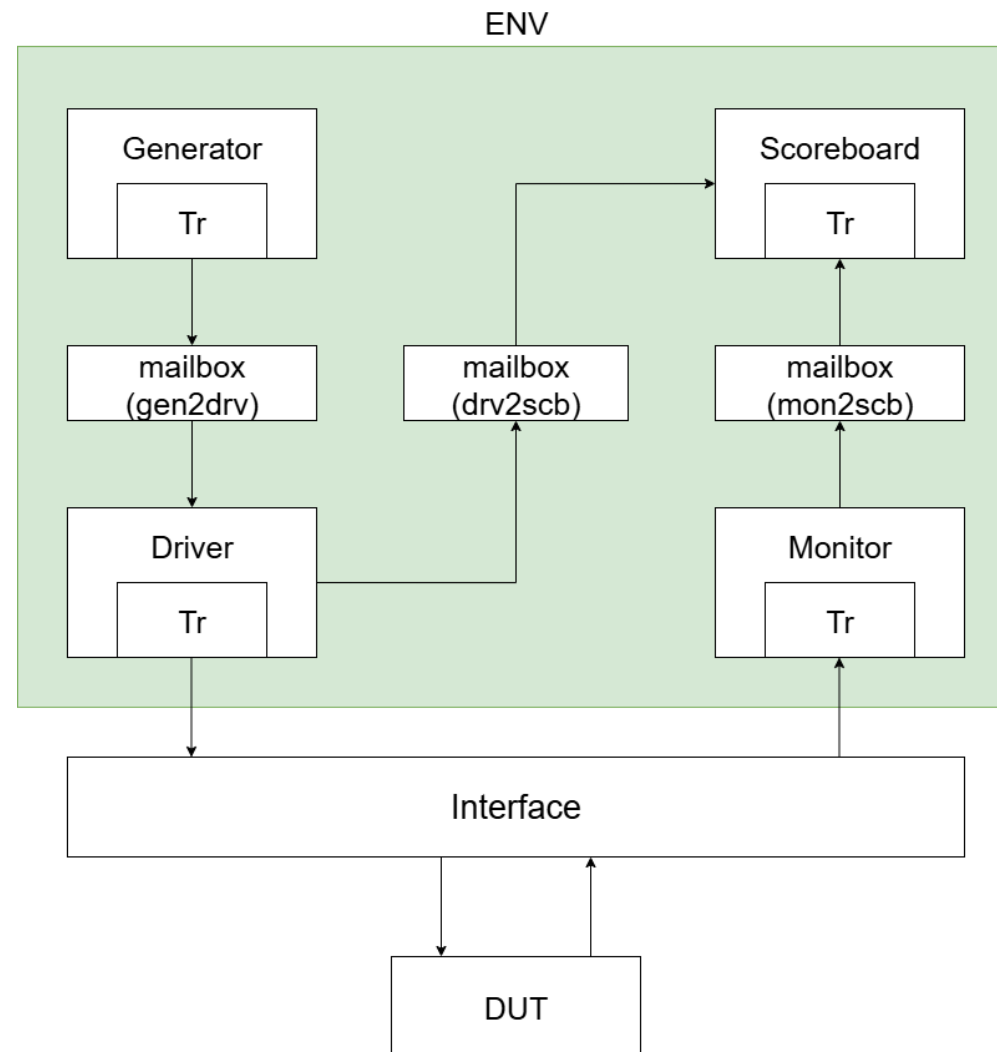 ENV
Generator
Tr
Scoreboard
Tr
mailbox
(gen2drv)
mailbox
(drv2scb)
mailbox
(mon2scb)
Driver
Tr
Monitor
Tr
Interface
DUT